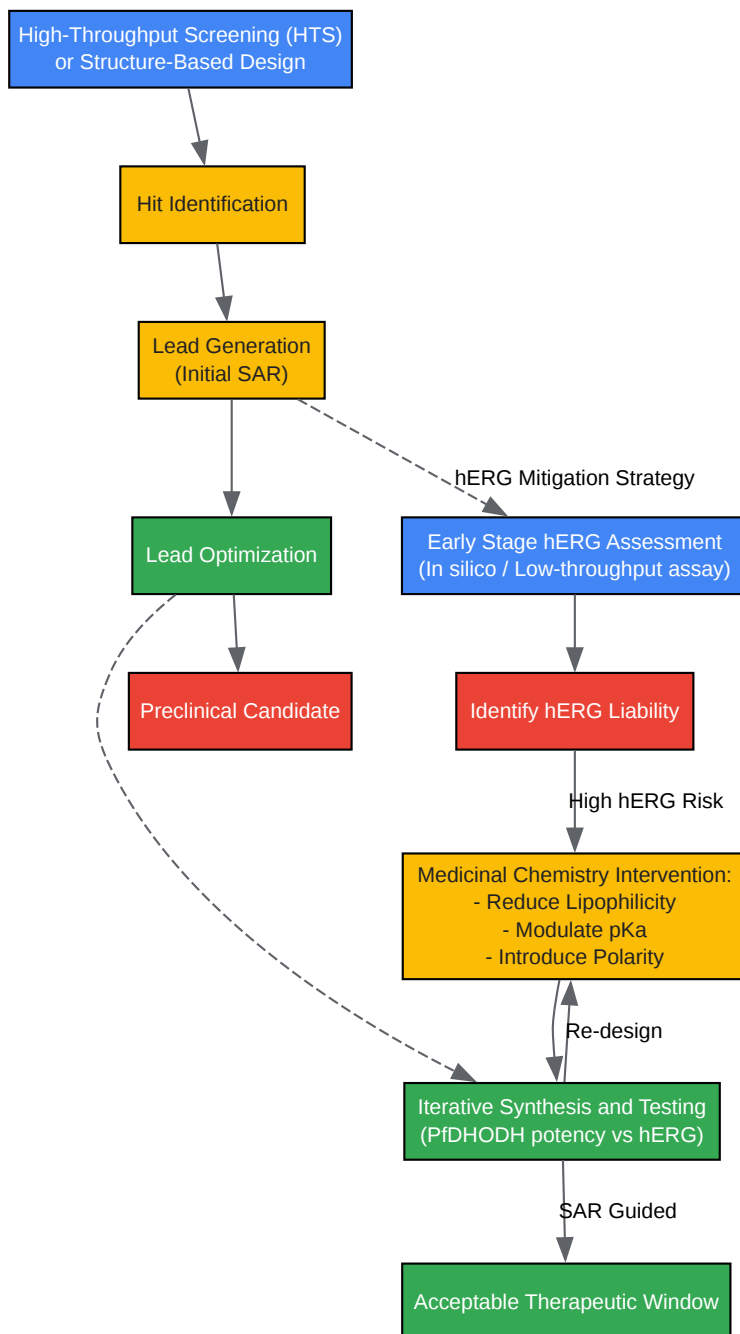 High-Throughput Screening (HTS)
or Structure-Based Design
Hit Identification
Lead Generation
(Initial SAR)
hERG Mitigation Strategy
Lead Optimization
Early Stage hERG Assessment
(In silico / Low-throughput assay)
Preclinical Candidate
Identify hERG Liability
High hERG Risk
Medicinal Chemistry Intervention:
- Reduce Lipophilicity
- Modulate pKa
- Introduce Polarity
Re-design
Iterative Synthesis and Testing
(PfDHODH potency vs hERG)
SAR Guided
Acceptable Therapeutic Window